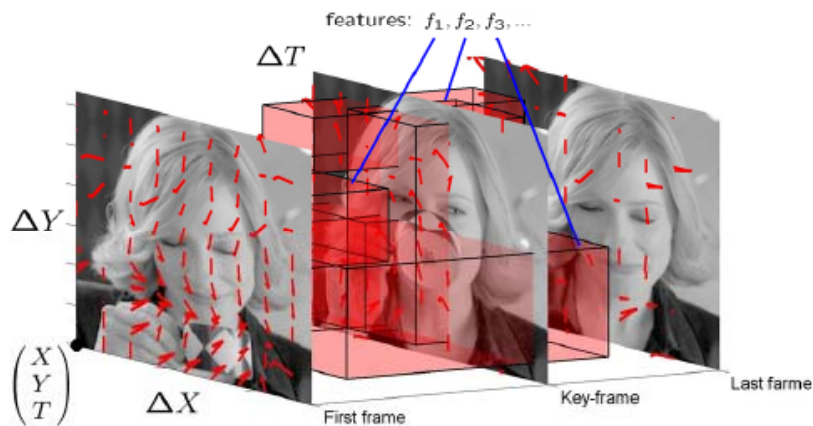 features: f₁, f₂, f₃, ...
ΔT
ΔY
(X
Y
T)
ΔX
First frame
Key-frame
Last farme